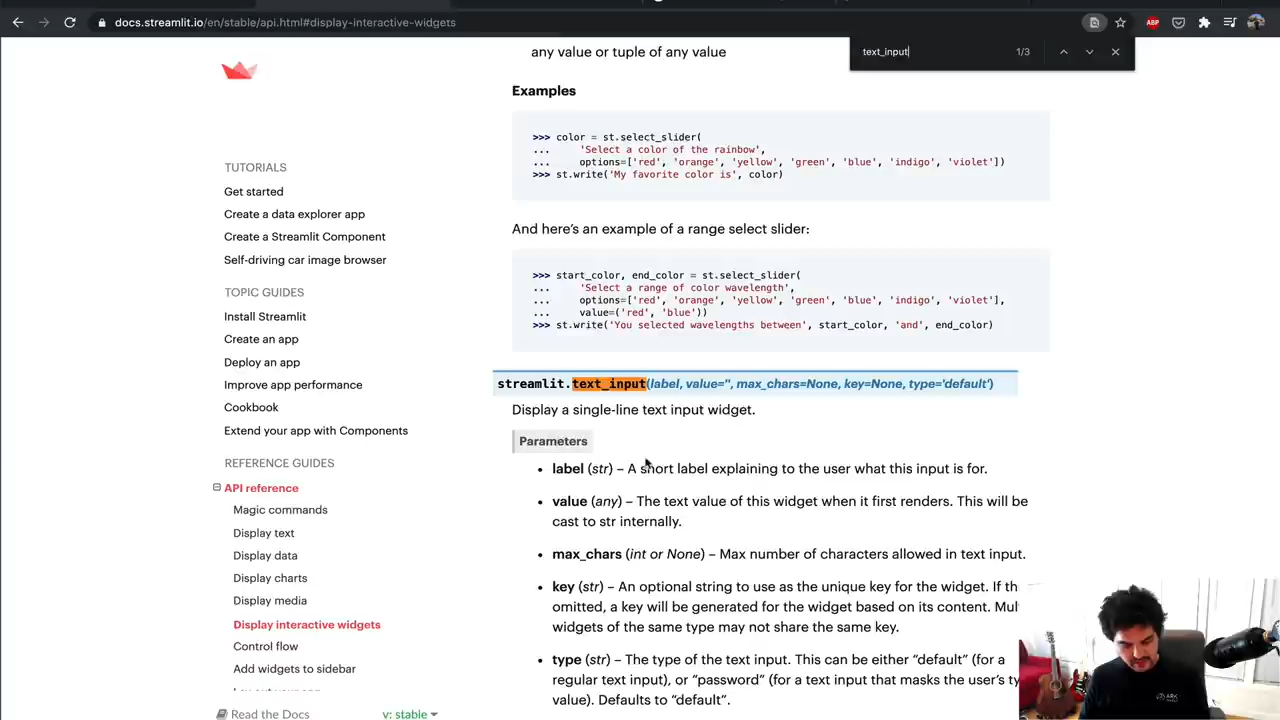 docs.streamlit.io/en/stable/api.html#display-interactive-widgets
ABP
text_input
1/3
TUTORIALS
Get started
Create a data explorer app
Create a Streamlit Component
Self-driving car image browser
TOPIC GUIDES
Install Streamlit
Create an app
Deploy an app
Improve app performance
Cookbook
Extend your app with Components
REFERENCE GUIDES
API reference
Magic commands
Display text
Display data
Display charts
Display media
Display interactive widgets
Control flow
Add widgets to sidebar
Read the Docs
v: stable
any value or tuple of any value
Examples
>>> color = st.select_slider(
... 'Select a color of the rainbow',
... options=['red', 'orange', 'yellow', 'green', 'blue', 'indigo', 'violet'])
>>> st.write('My favorite color is', color)
And here's an example of a range select slider:
>>> start_color, end_color = st.select_slider(
... 'Select a range of color wavelength',
... options=['red', 'orange', 'yellow', 'green', 'blue', 'indigo', 'violet'],
... value=('red', 'blue'))
>>> st.write('You selected wavelengths between', start_color, 'and', end_color)
streamlit.text_input(label, value='', max_chars=None, key=None, type='default')
Display a single-line text input widget.
Parameters
• label (str) – A short label explaining to the user what this input is for.
• value (any) – The text value of this widget when it first renders. This will be
cast to str internally.
• max_chars (int or None) – Max number of characters allowed in text input.
• key (str) – An optional string to use as the unique key for the widget. If th
omitted, a key will be generated for the widget based on its content. Mul
widgets of the same type may not share the same key.
• type (str) – The type of the text input. This can be either “default” (for a
regular text input), or “password” (for a text input that masks the user's ty
value). Defaults to “default”.